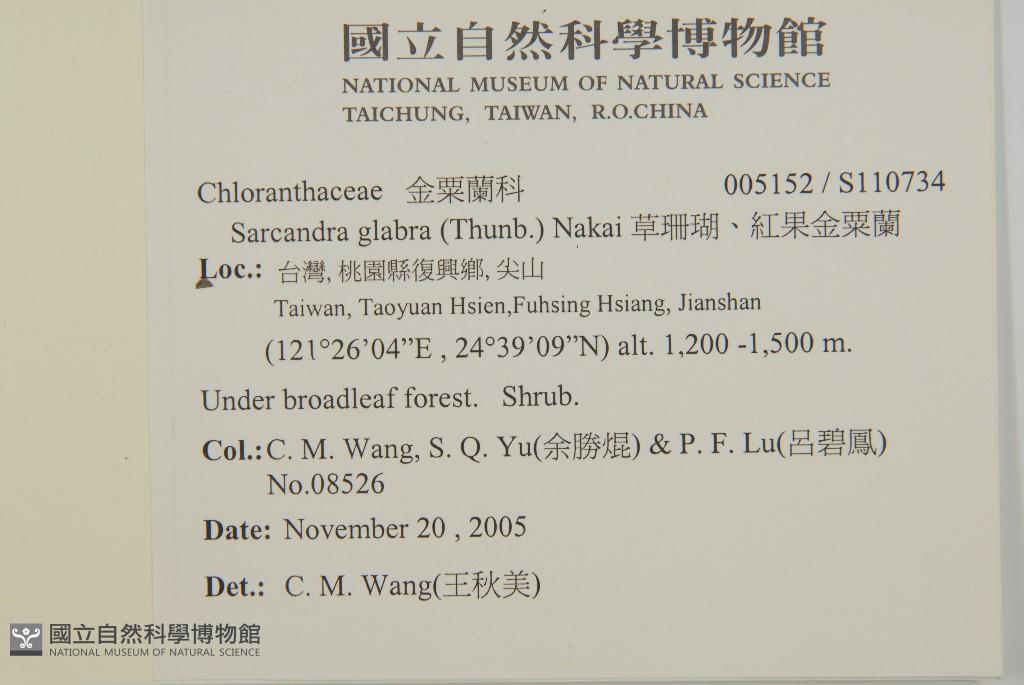 國立自然科學博物館
NATIONAL MUSEUM OF NATURAL SCIENCE
TAICHUNG, TAIWAN, R.O.CHINA
Chloranthaceae 金粟蘭科 005152 / S110734
Sarcandra glabra (Thunb.) Nakai 草珊瑚、紅果金粟蘭
Loc.: 台灣, 桃園縣復興鄉, 尖山
Taiwan, Taoyuan Hsien,Fuhsing Hsiang, Jianshan
(121°26’04”E , 24°39’09”N) alt. 1,200 -1,500 m.
Under broadleaf forest. Shrub.
Col.: C. M. Wang, S. Q. Yu(余勝焜) & P. F. Lu(呂碧鳳)
No.08526
Date: November 20 , 2005
Det.: C. M. Wang(王秋美)
國立自然科學博物館
NATIONAL MUSEUM OF NATURAL SCIENCE